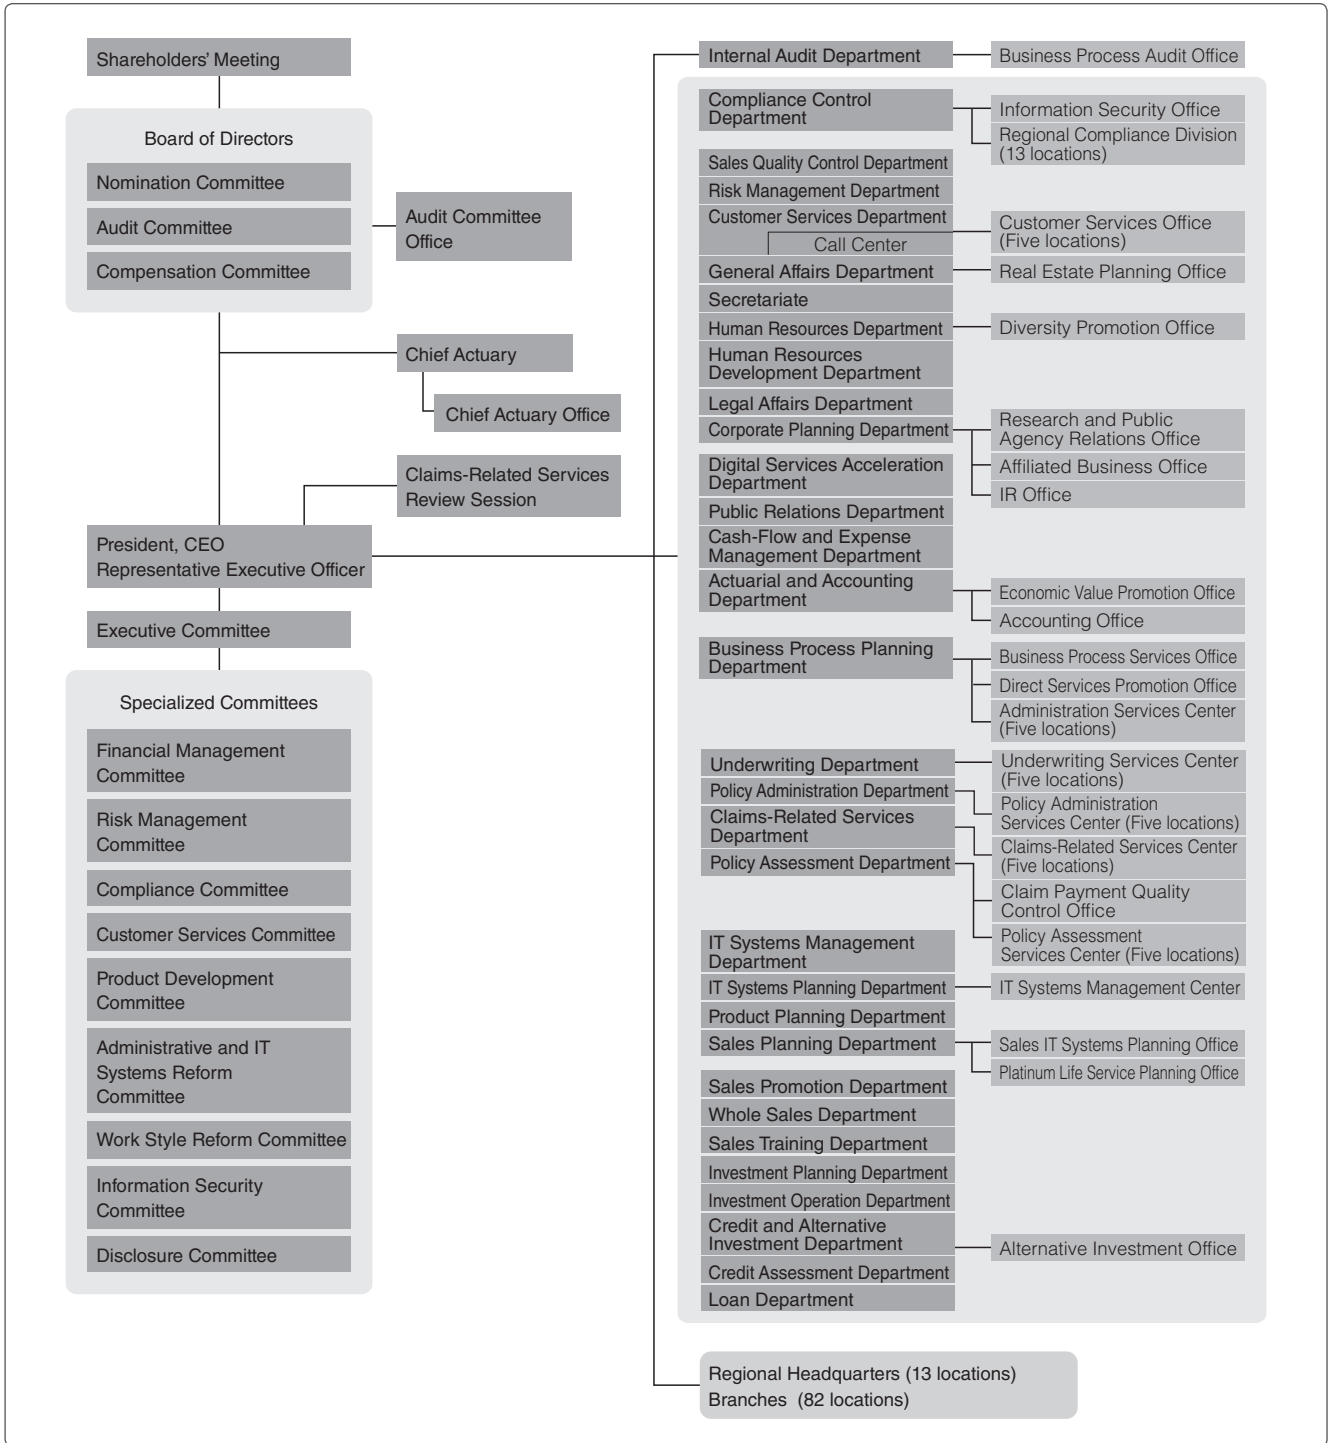 Shareholders' Meeting
Board of Directors
Nomination Committee
Audit Committee
Compensation Committee
Audit Committee
Office
Chief Actuary
Chief Actuary Office
Claims-Related Services
Review Session
President, CEO
Representative Executive Officer
Executive Committee
Specialized Committees
Financial Management
Committee
Risk Management
Committee
Compliance Committee
Customer Services Committee
Product Development
Committee
Administrative and IT
Systems Reform
Committee
Work Style Reform Committee
Information Security
Committee
Disclosure Committee
Internal Audit Department
Business Process Audit Office
Compliance Control
Department
Information Security Office
Regional Compliance Division
(13 locations)
Sales Quality Control Department
Risk Management Department
Customer Services Department
Call Center
Customer Services Office
(Five locations)
General Affairs Department
Real Estate Planning Office
Secretariate
Human Resources Department
Diversity Promotion Office
Human Resources
Development Department
Legal Affairs Department
Corporate Planning Department
Research and Public
Agency Relations Office
Affiliated Business Office
IR Office
Digital Services Acceleration
Department
Public Relations Department
Cash-Flow and Expense
Management Department
Actuarial and Accounting
Department
Economic Value Promotion Office
Accounting Office
Business Process Planning
Department
Business Process Services Office
Direct Services Promotion Office
Administration Services Center
(Five locations)
Underwriting Department
Underwriting Services Center
(Five locations)
Policy Administration Department
Policy Administration
Services Center (Five locations)
Claims-Related Services
Department
Claims-Related Services Center
(Five locations)
Policy Assessment Department
Claim Payment Quality
Control Office
Policy Assessment
Services Center (Five locations)
IT Systems Management
Department
IT Systems Planning Department
IT Systems Management Center
Product Planning Department
Sales Planning Department
Sales IT Systems Planning Office
Platinum Life Service Planning Office
Sales Promotion Department
Whole Sales Department
Sales Training Department
Investment Planning Department
Investment Operation Department
Credit and Alternative
Investment Department
Alternative Investment Office
Credit Assessment Department
Loan Department
Regional Headquarters (13 locations)
Branches (82 locations)